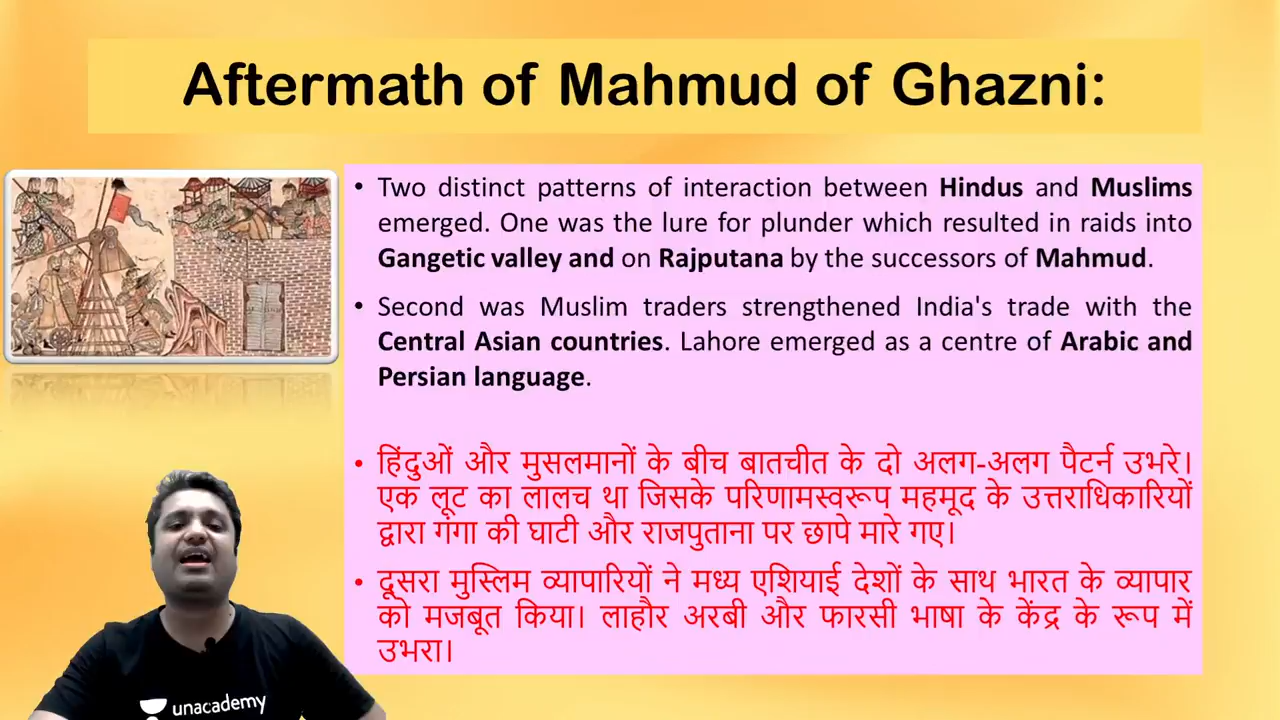 Aftermath of Mahmud of Ghazni:
• Two distinct patterns of interaction between Hindus and Muslims
emerged. One was the lure for plunder which resulted in raids into
Gangetic valley and on Rajputana by the successors of Mahmud.
• Second was Muslim traders strengthened India's trade with the
Central Asian countries. Lahore emerged as a centre of Arabic and
Persian language.
• हिंदुओं और मुसलमानों के बीच बातचीत के दो अलग-अलग पैटर्न उभरे।
एक लूट का लालच था जिसके परिणामस्वरूप महमूद के उत्तराधिकारियों
द्वारा गंगा की घाटी और राजपुताना पर छापे मारे गए।
• दूसरा मुस्लिम व्यापारियों ने मध्य एशियाई देशों के साथ भारत के व्यापार
को मजबूत किया। लाहौर अरबी और फारसी भाषा के केंद्र के रूप में
उभरा।
unacademy